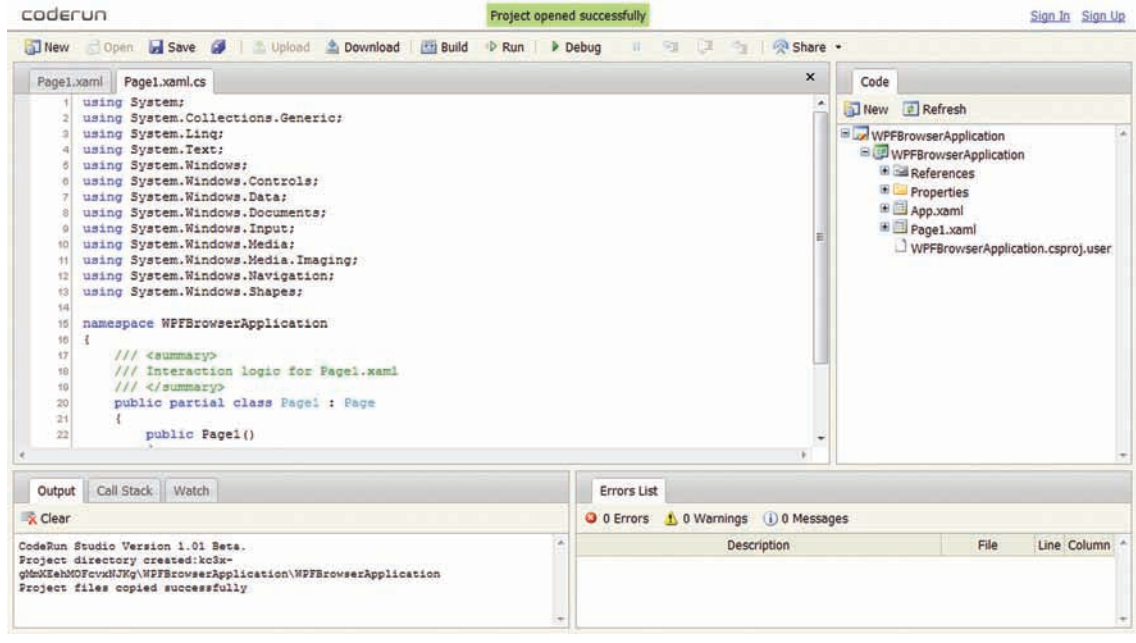 coderun
Project opened successfully
Sign In Sign Up
New Open Save Upload Download Build Run Debug Share
Page1.xaml Page1.xaml.cs
1 using System;
2 using System.Collections.Generic;
3 using System.Linq;
4 using System.Text;
5 using System.Windows;
6 using System.Windows.Controls;
7 using System.Windows.Data;
8 using System.Windows.Documents;
9 using System.Windows.Input;
10 using System.Windows.Media;
11 using System.Windows.Media.Imaging;
12 using System.Windows.Navigation;
13 using System.Windows.Shapes;
14
15 namespace WPFBrowserApplication
16 {
17 /// <summary>
18 /// Interaction logic for Page1.xaml
19 /// </summary>
20 public partial class Page1 : Page
21 {
22 public Page1()
Code
New Refresh
WPFBrowserApplication
WPFBrowserApplication
References
Properties
App.xaml
Page1.xaml
WPFBrowserApplication.csproj.user
Output Call Stack Watch
Clear
CodeRun Studio Version 1.01 Beta.
Project directory created:kc3x-
gMmXEehMOFcvxNJKg\WPFBrowserApplication\WPFBrowserApplication
Project files copied successfully
Errors List
0 Errors 0 Warnings 0 Messages
Description File Line Column